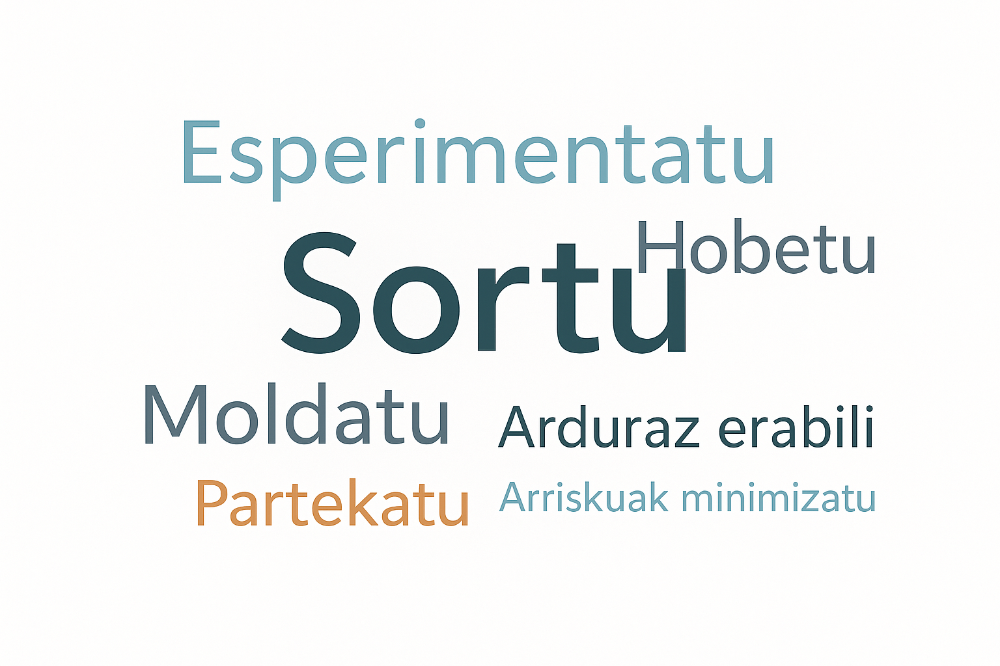 Esperimentatu
Hobetu
Sortu
Moldatu
Arduraz erabili
Partekatu
Arriskuak minimizatu